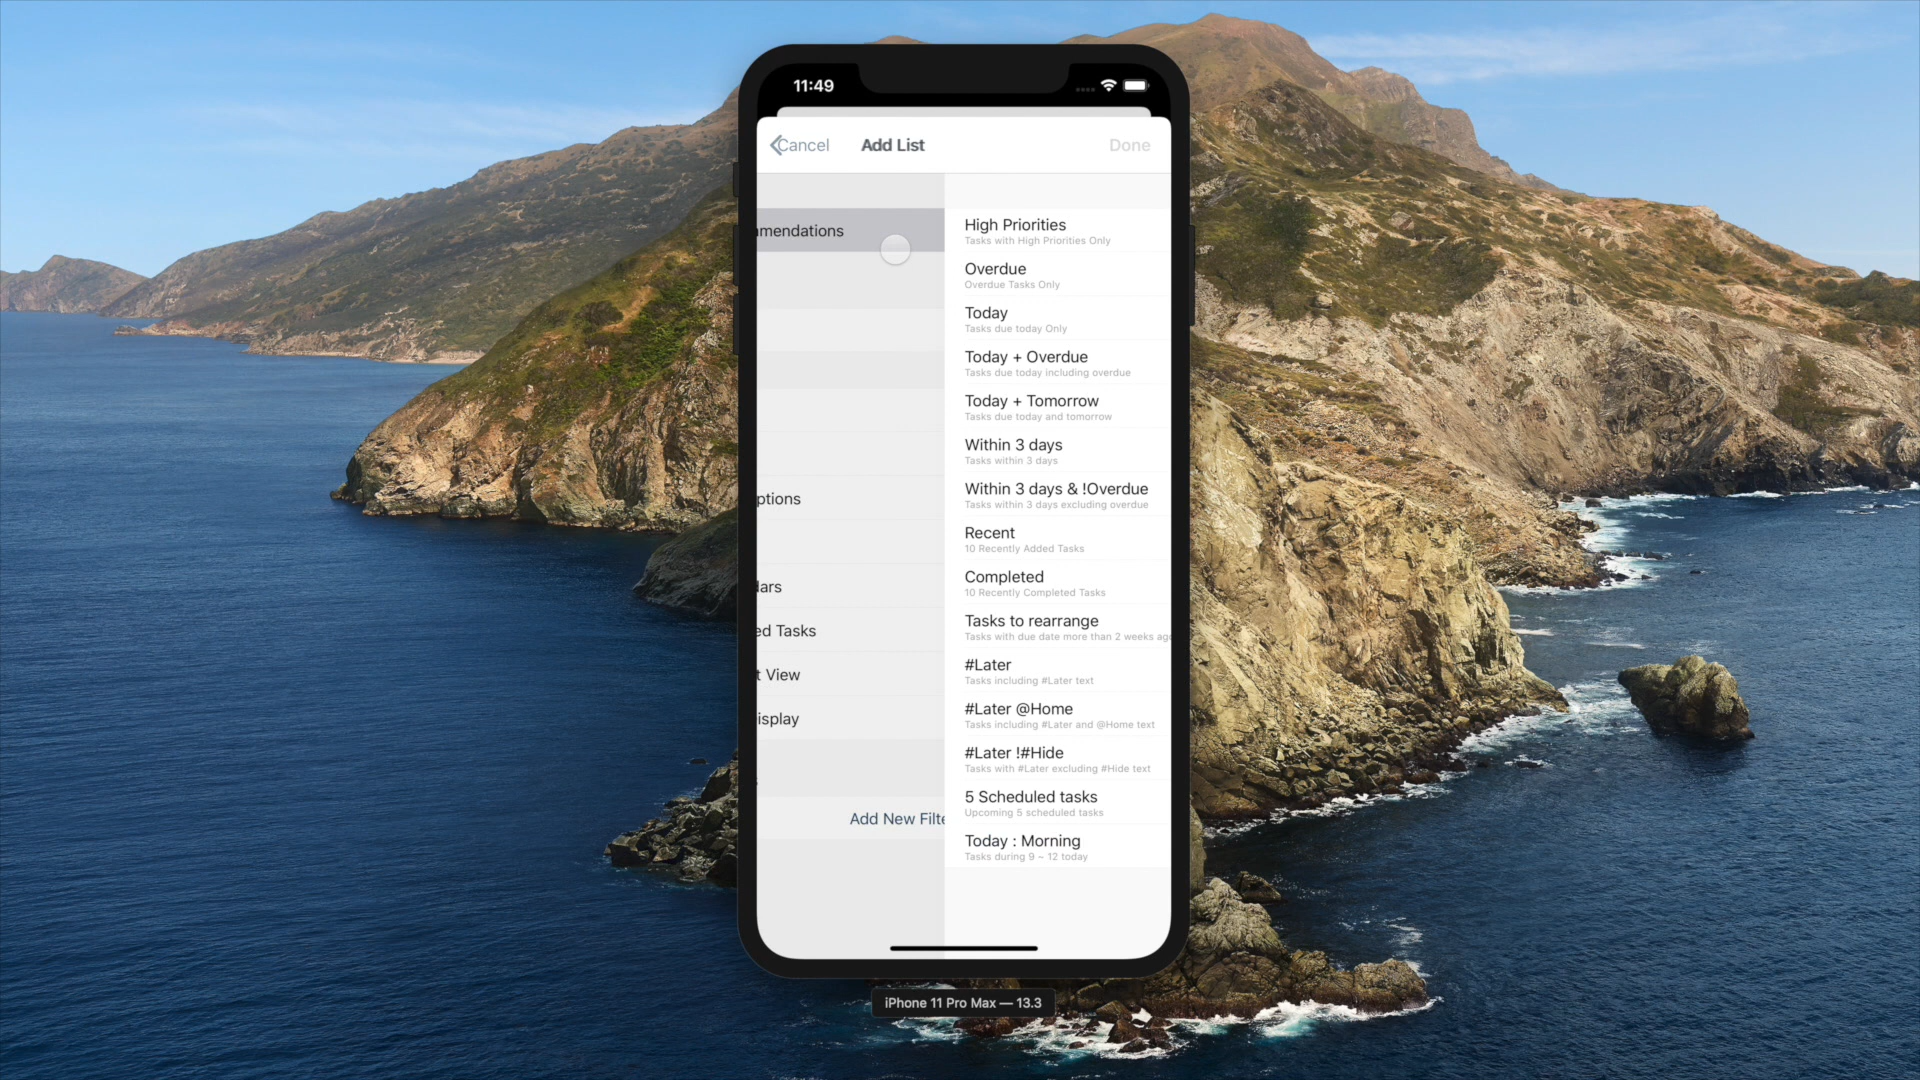 11:49
Cancel
Add List
Done
mendations
ptions
ed Tasks
t View
Add New
High Priorities
Tasks with High Priorities Only
Overdue
Overdue Tasks Only
Today
Tasks due today Only
Today + Overdue
Tasks due today including overdue
Today + Tomorrow
Tasks due today and tomorrow
Within 3 days
Tasks within 3 days
Within 3 days & !Overdue
Tasks within 3 days excluding overdue
Recent
10 Recently Added Tasks
Completed
10 Recently Completed Tasks
Tasks to rearrange
Tasks with due date more than 2 weeks ago
#Later
Tasks including #Later text
#Later @Home
Tasks including #Later and @Home text
#Later !#Hide
Tasks with #Later excluding #Hide text
5 Scheduled tasks
Upcoming 5 scheduled tasks
Today : Morning
Tasks during 9 ~ 12 today
iPhone 11 Pro Max — 13.3